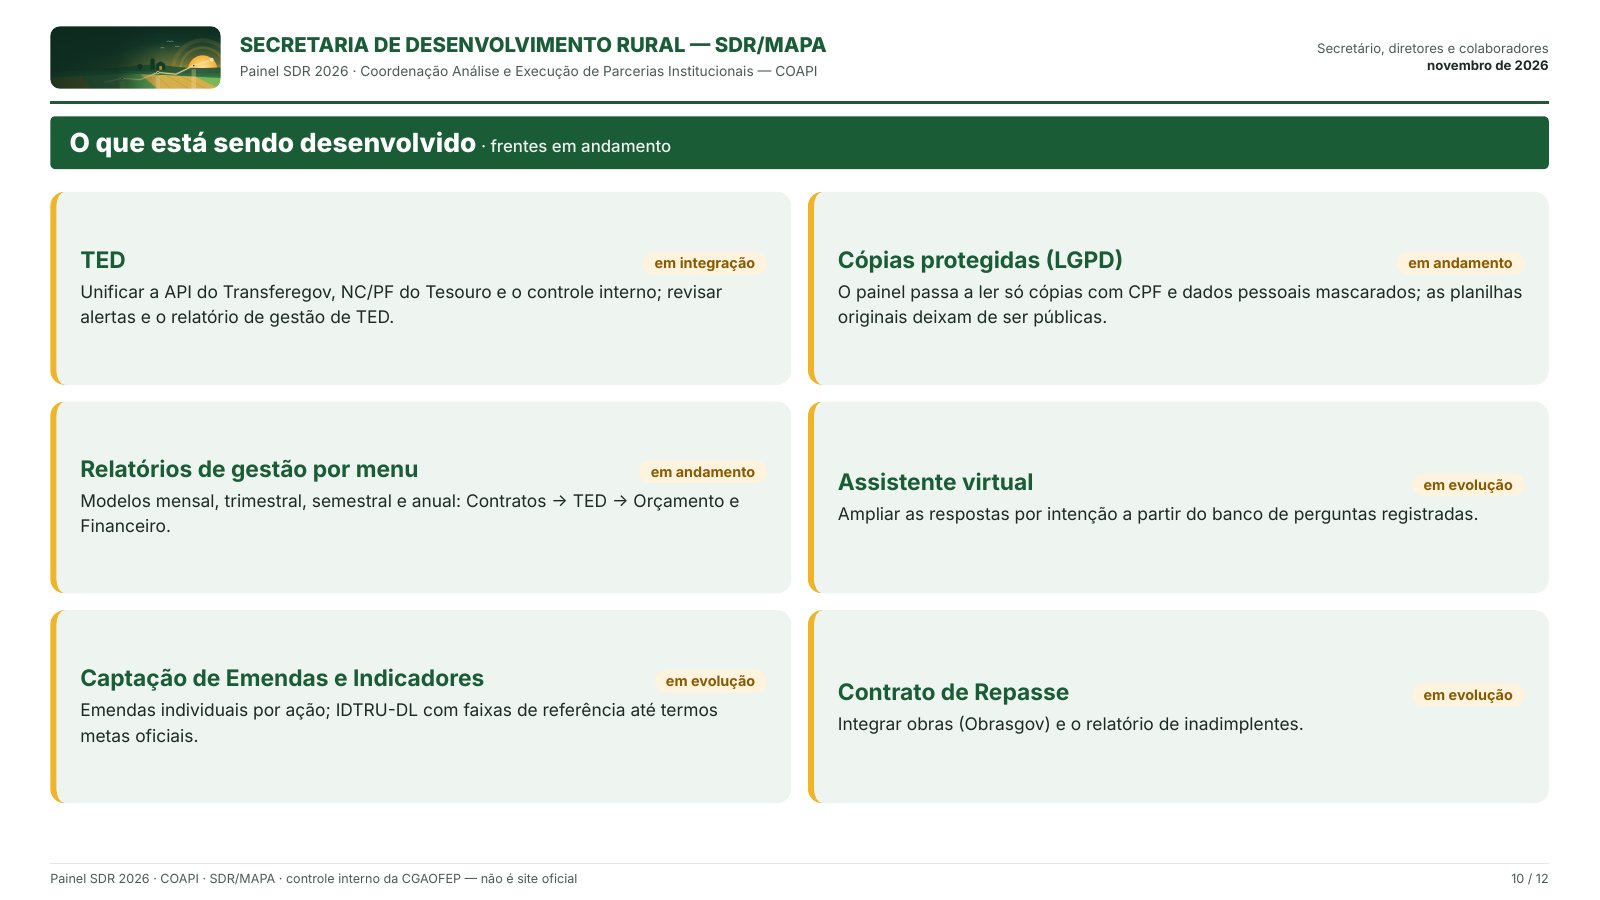 SECRETARIA DE DESENVOLVIMENTO RURAL — SDR/MAPA
Painel SDR 2026 · Coordenação Análise e Execução de Parcerias Institucionais — COAPI
Secretário, diretores e colaboradores
novembro de 2026
O que está sendo desenvolvido · frentes em andamento
TED
em integração
Unificar a API do Transferegov, NC/PF do Tesouro e o controle interno; revisar
alertas e o relatório de gestão de TED.
Cópias protegidas (LGPD)
em andamento
O painel passa a ler só cópias com CPF e dados pessoais mascarados; as planilhas
originais deixam de ser públicas.
Relatórios de gestão por menu
em andamento
Modelos mensal, trimestral, semestral e anual: Contratos → TED → Orçamento e
Financeiro.
Assistente virtual
em evolução
Ampliar as respostas por intenção a partir do banco de perguntas registradas.
Captação de Emendas e Indicadores
em evolução
Emendas individuais por ação; IDTRU-DL com faixas de referência até termos
metas oficiais.
Contrato de Repasse
em evolução
Integrar obras (Obrasgov) e o relatório de inadimplentes.
Painel SDR 2026 · COAPI · SDR/MAPA · controle interno da CGAOFEP — não é site oficial
10 / 12